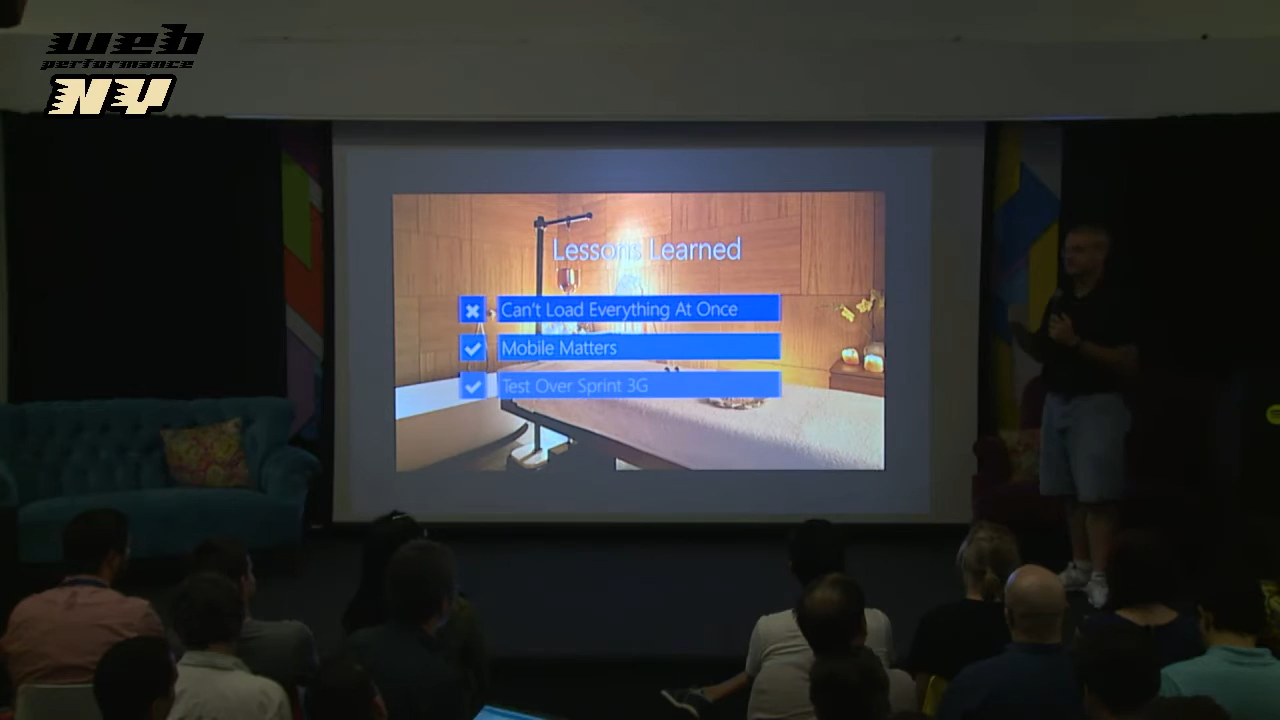 web
performance
NY
Lessons Learned
Can't Load Everything At Once
Mobile Matters
Test Over Sprint 3G